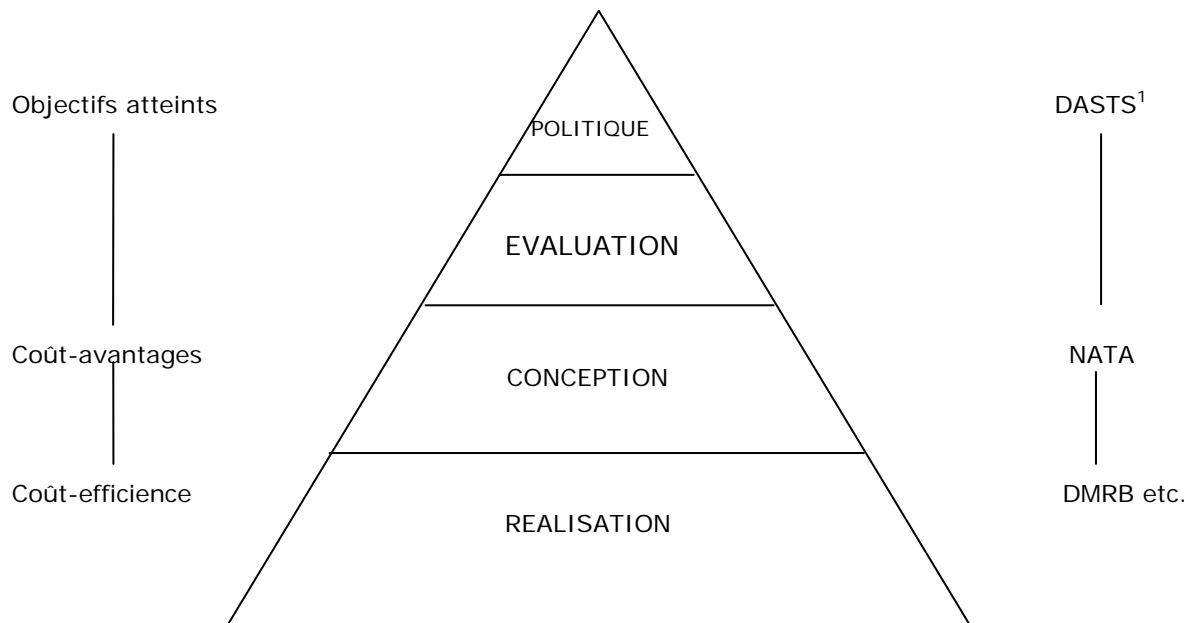 Objectifs atteints
DASTS¹
POLITIQUE
EVALUATION
Coût-avantages
NATA
CONCEPTION
Coût-efficience
DMRB etc.
REALISATION